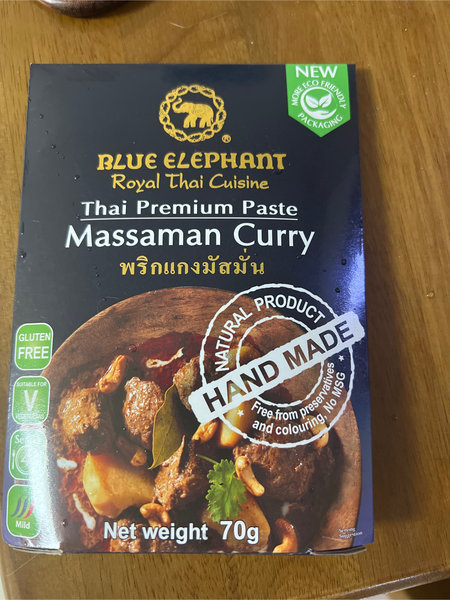 NEW
MORE ECO FRIENDLY
PACKAGING
BLUE ELEPHANT
®
Royal Thai Cuisine
Thai Premium Paste
Massaman Curry
พริกแกงมัสมั่น
NATURAL PRODUCT
HAND MADE
Free from preservatives
and colouring, No MSG
GLUTEN
FREE
SUITABLE FOR
V
Mild
Net weight 70g